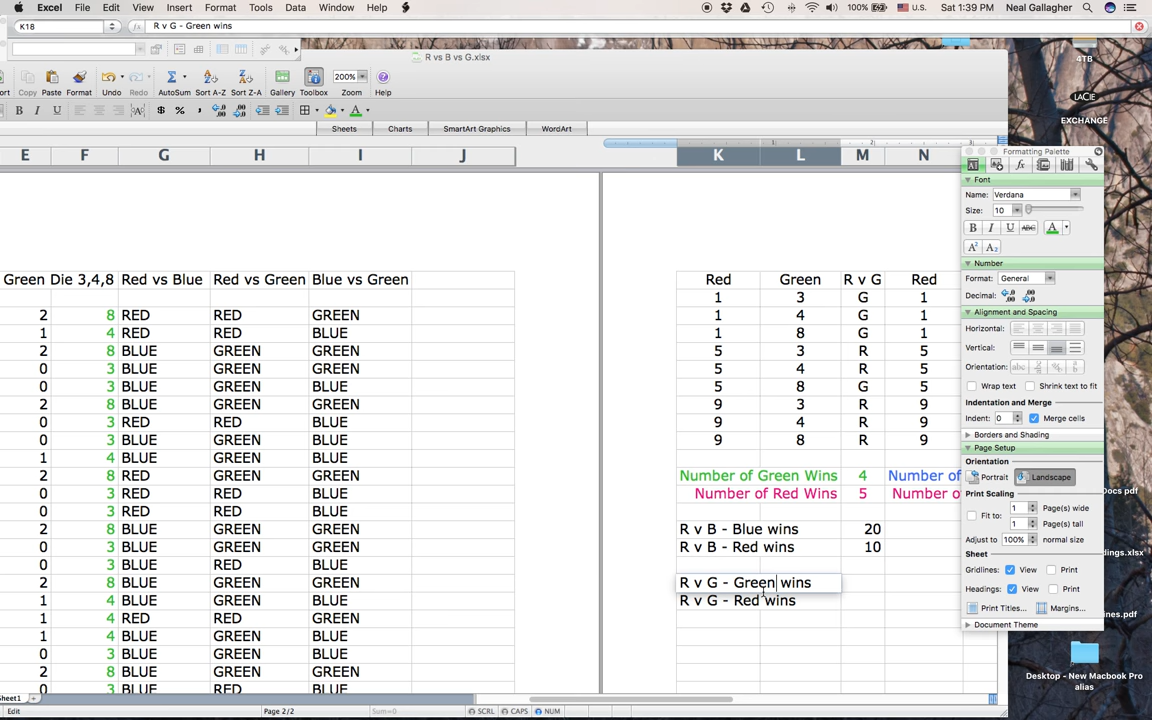 Excel File Edit View Insert Format Tools Data Window Help 100% U.S. Sat 1:39 PM Neal Gallagher
K18 fx R v G - Green wins
R vs B vs G.xlsx
Copy Paste Format Undo Redo AutoSum Sort A-Z Sort Z-A Gallery Toolbox 200% Zoom Help
B I U $ %
Sheets Charts SmartArt Graphics WordArt
E F G H I J K L M N
Green Die 3,4,8 Red vs Blue Red vs Green Blue vs Green
2 8 RED RED GREEN
1 4 RED RED BLUE
2 8 BLUE GREEN GREEN
0 3 BLUE GREEN GREEN
0 3 BLUE GREEN BLUE
2 8 BLUE GREEN GREEN
0 3 RED RED BLUE
0 3 BLUE GREEN BLUE
1 4 BLUE GREEN BLUE
2 8 RED GREEN GREEN
0 3 RED RED BLUE
0 3 RED RED BLUE
2 8 BLUE GREEN GREEN
0 3 BLUE RED BLUE
2 8 BLUE GREEN GREEN
1 4 BLUE GREEN BLUE
1 4 RED RED GREEN
1 4 BLUE GREEN BLUE
0 3 BLUE GREEN BLUE
2 8 BLUE GREEN GREEN
0 3 BLUE RED BLUE
Red Green R v G Red
1 3 G 1
1 4 G 1
1 8 G 1
5 3 R 5
5 4 R 5
5 8 G 5
9 3 R 9
9 4 R 9
9 8 R 9
Number of Green Wins 4 Number of
Number of Red Wins 5 Number o
R v B - Blue wins 20
R v B - Red wins 10
R v G - Green wins
R v G - Red wins
Formatting Palette
Font
Name: Verdana
Size: 10
B I U ABC A
A² A₂
Number
Format: General
Decimal:
Alignment and Spacing
Horizontal:
Vertical:
Orientation: abc
Wrap text Shrink text to fit
Indentation and Merge
Indent: 0 Merge cells
Borders and Shading
Page Setup
Orientation
Portrait Landscape
Print Scaling
Fit to: 1 Page(s) wide
1 Page(s) tall
Adjust to 100% normal size
Sheet
Gridlines: View Print
Headings: View Print
Print Titles... Margins...
Document Theme
4TB
LACIE
EXCHANGE
Docs pdf
dings.xlsx
ines.pdf
Desktop - New Macbook Pro
alias
Sheet1
Edit Page 2/2 Sum=0 SCRL CAPS NUM